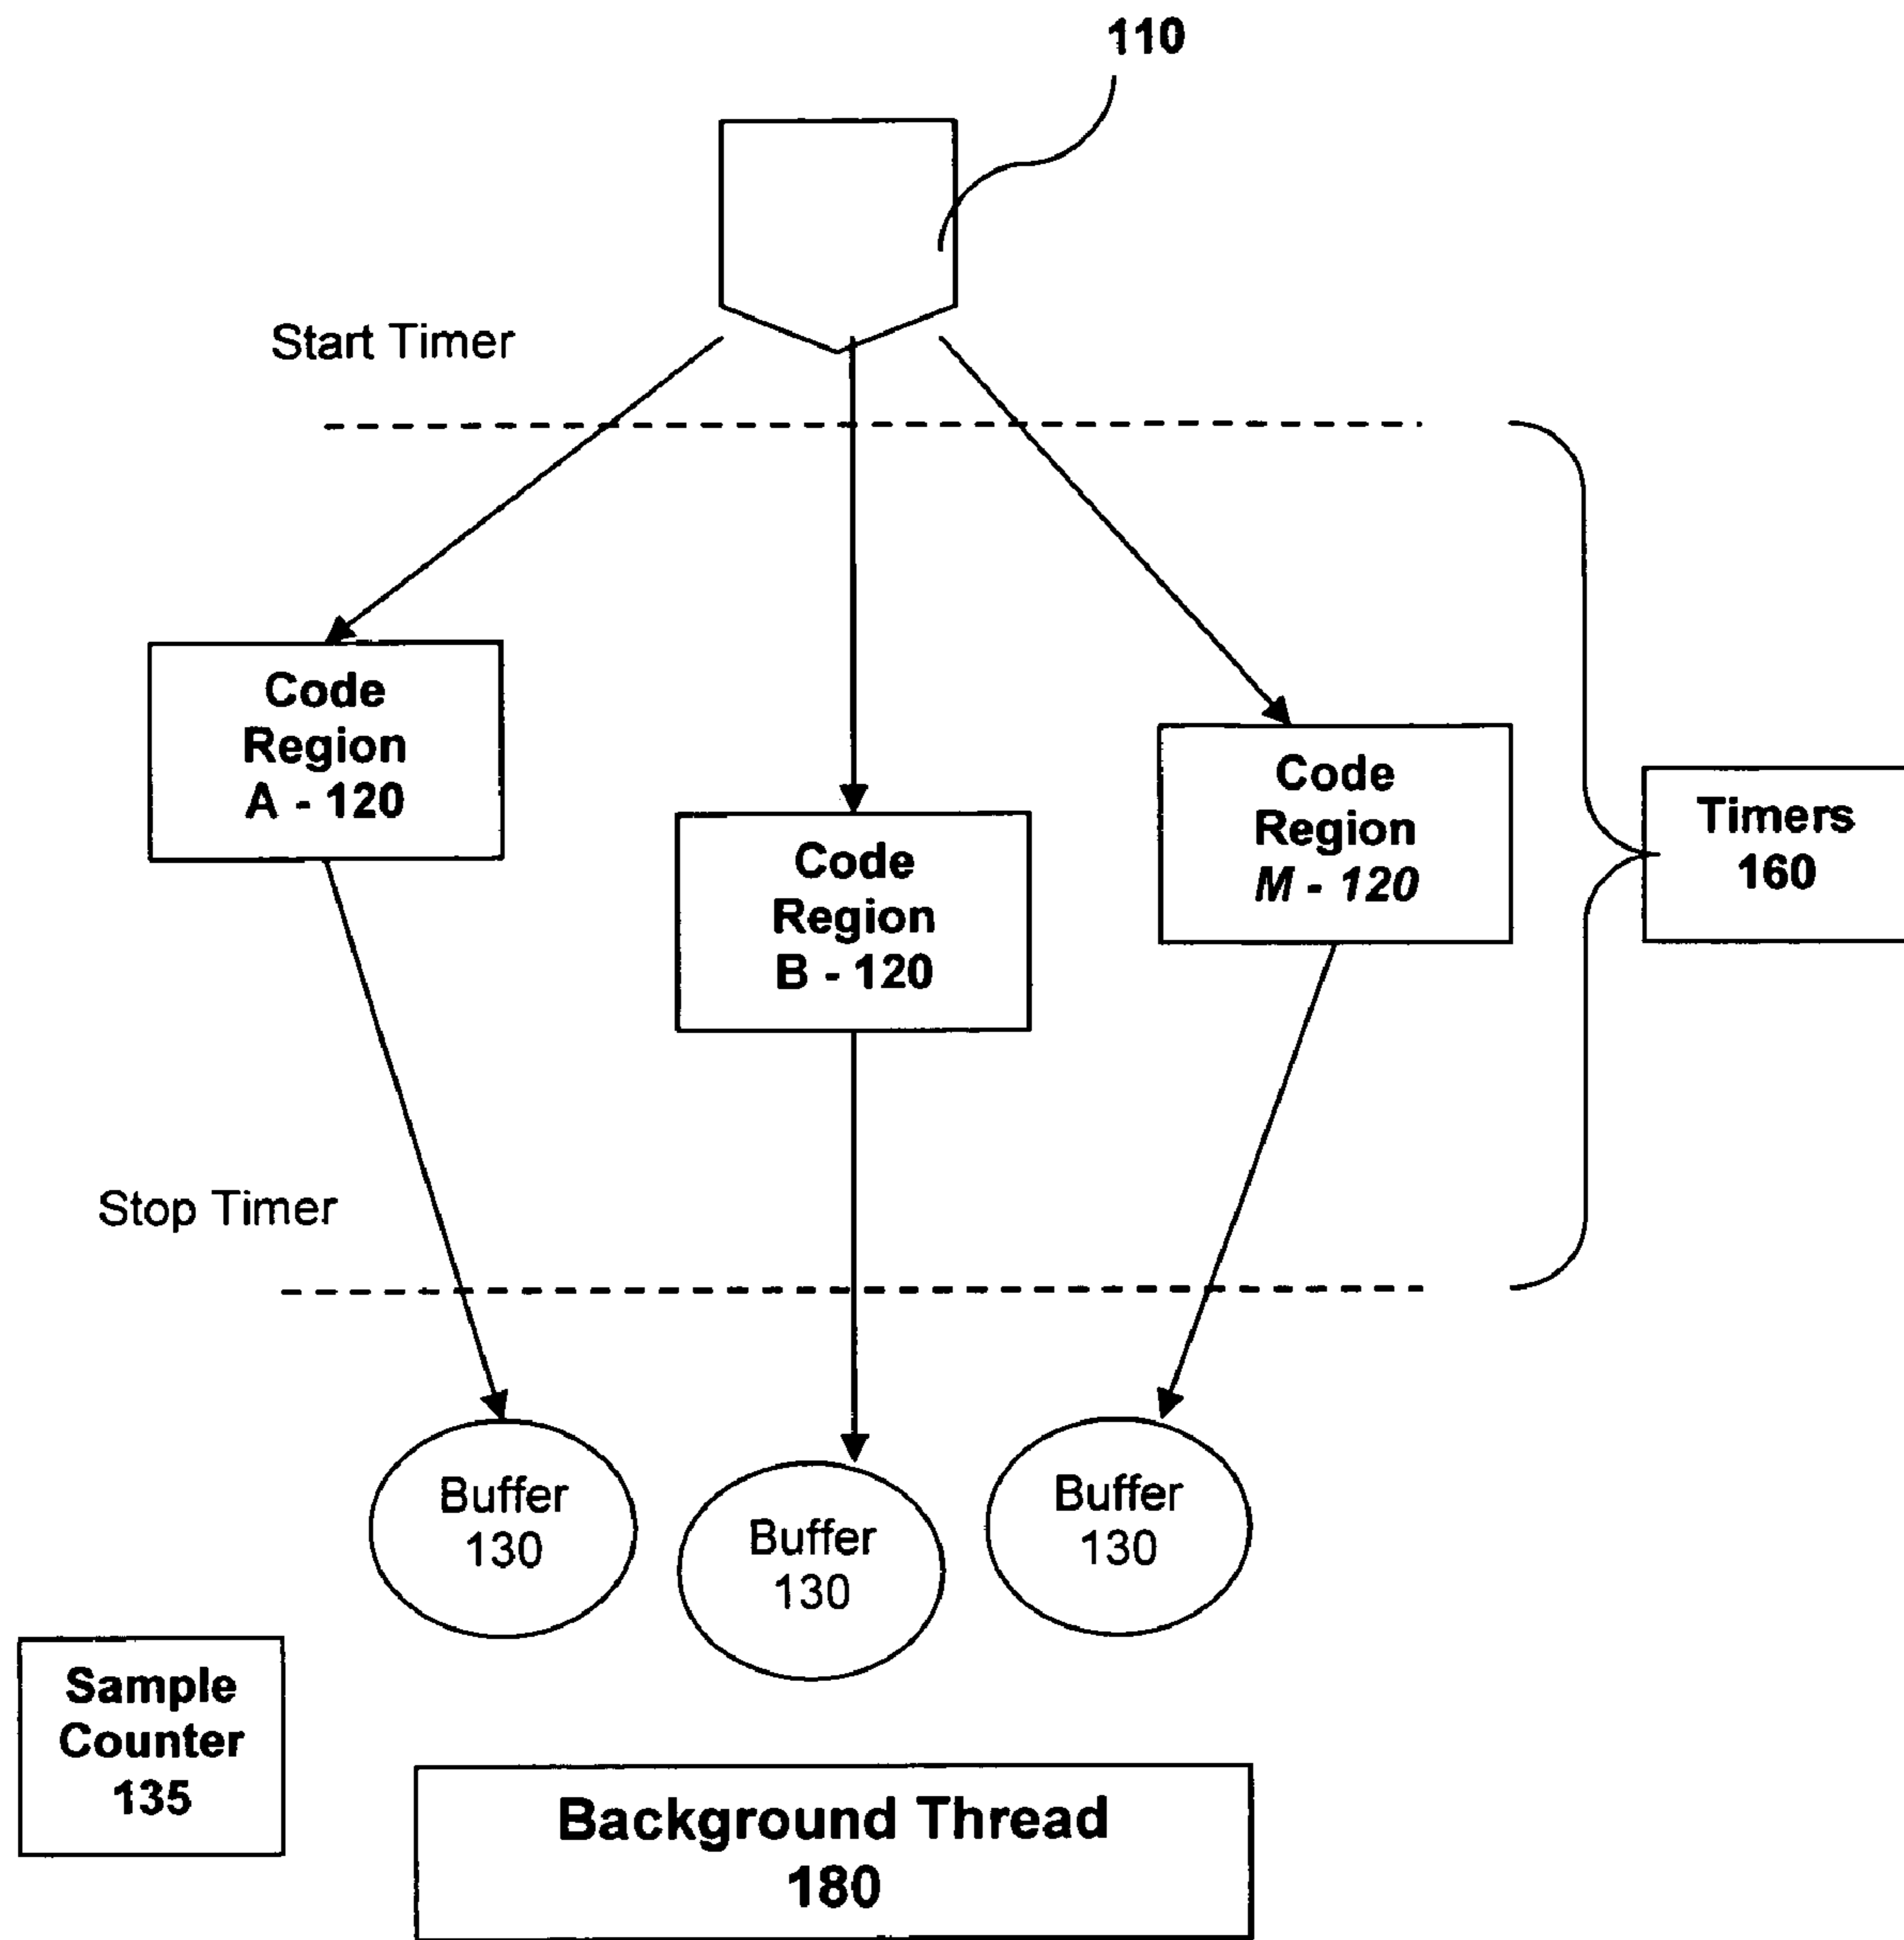 110
Start Timer
Code
Region
A - 120
Code
Region
B - 120
Code
Region
M - 120
Timers
160
Stop Timer
Buffer
130
Buffer
130
Buffer
130
Sample
Counter
135
Background Thread
180